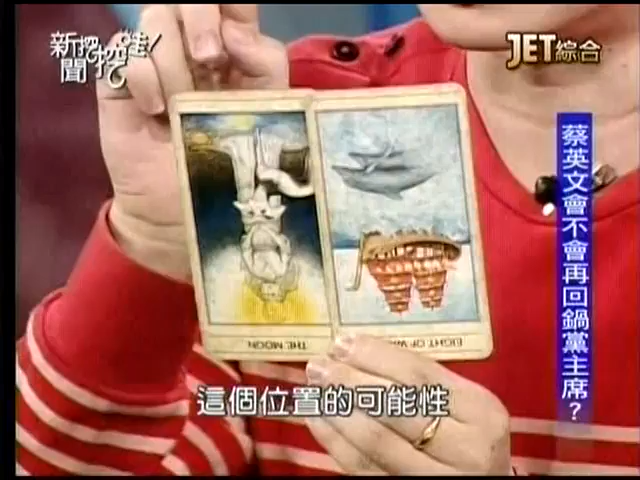 新聞挖挖哇!
JET綜合
蔡英文會不會再回鍋黨主席?
THE MOON
EIGHT OF
這個位置的可能性